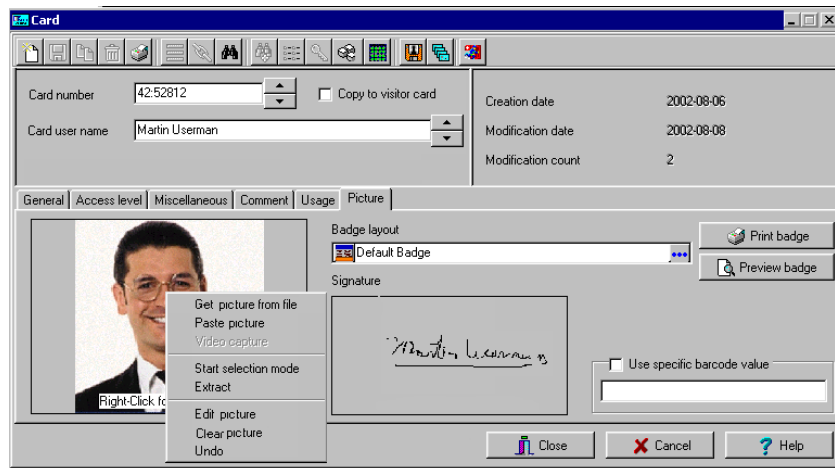 Card
Card number 42:52812 Copy to visitor card
Card user name Martin Userman
Creation date 2002-08-06
Modification date 2002-08-08
Modification count 2
General Access level Miscellaneous Comment Usage Picture
Badge layout
Default Badge
Print badge
Preview badge
Signature
Get picture from file
Paste picture
Video capture
Start selection mode
Extract
Edit picture
Clear picture
Undo
Right-Click fo
Martin Userman
Use specific barcode value
Close Cancel Help